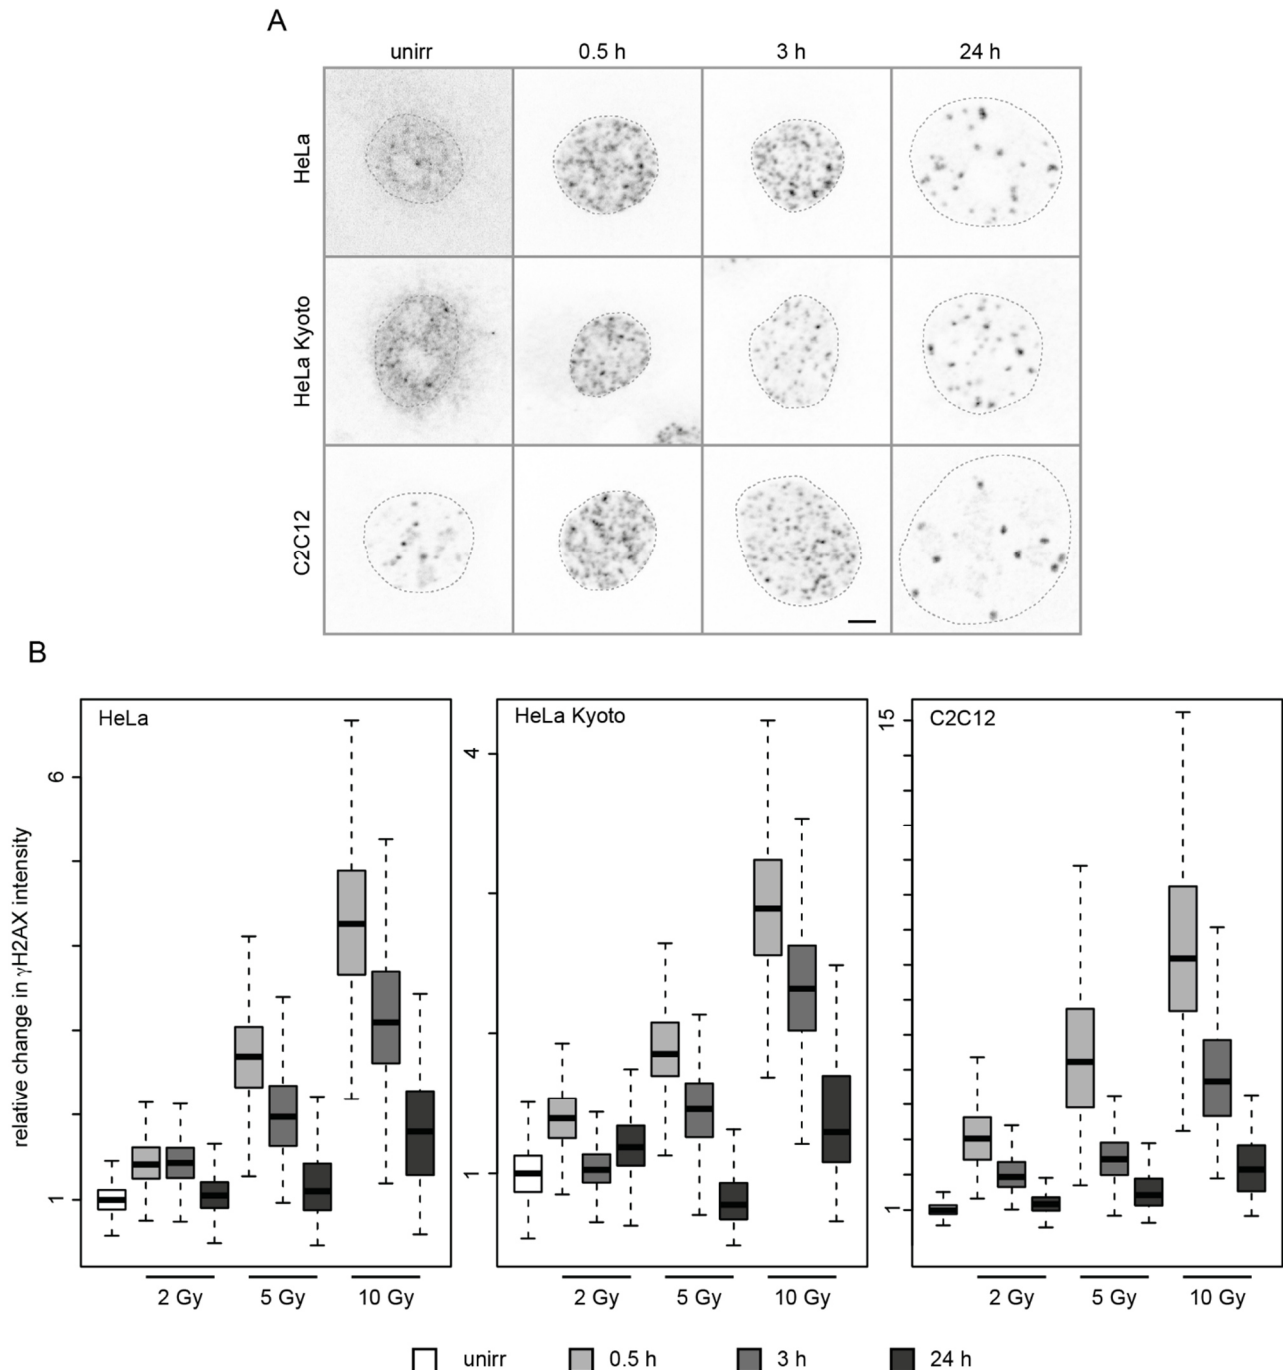 A
unirr 0.5 h 3 h 24 h
HeLa
HeLa Kyoto
C2C12
B
relative change in γH2AX intensity
HeLa
6
1
2 Gy 5 Gy 10 Gy
HeLa Kyoto
4
1
2 Gy 5 Gy 10 Gy
C2C12
15
1
2 Gy 5 Gy 10 Gy
unirr 0.5 h 3 h 24 h